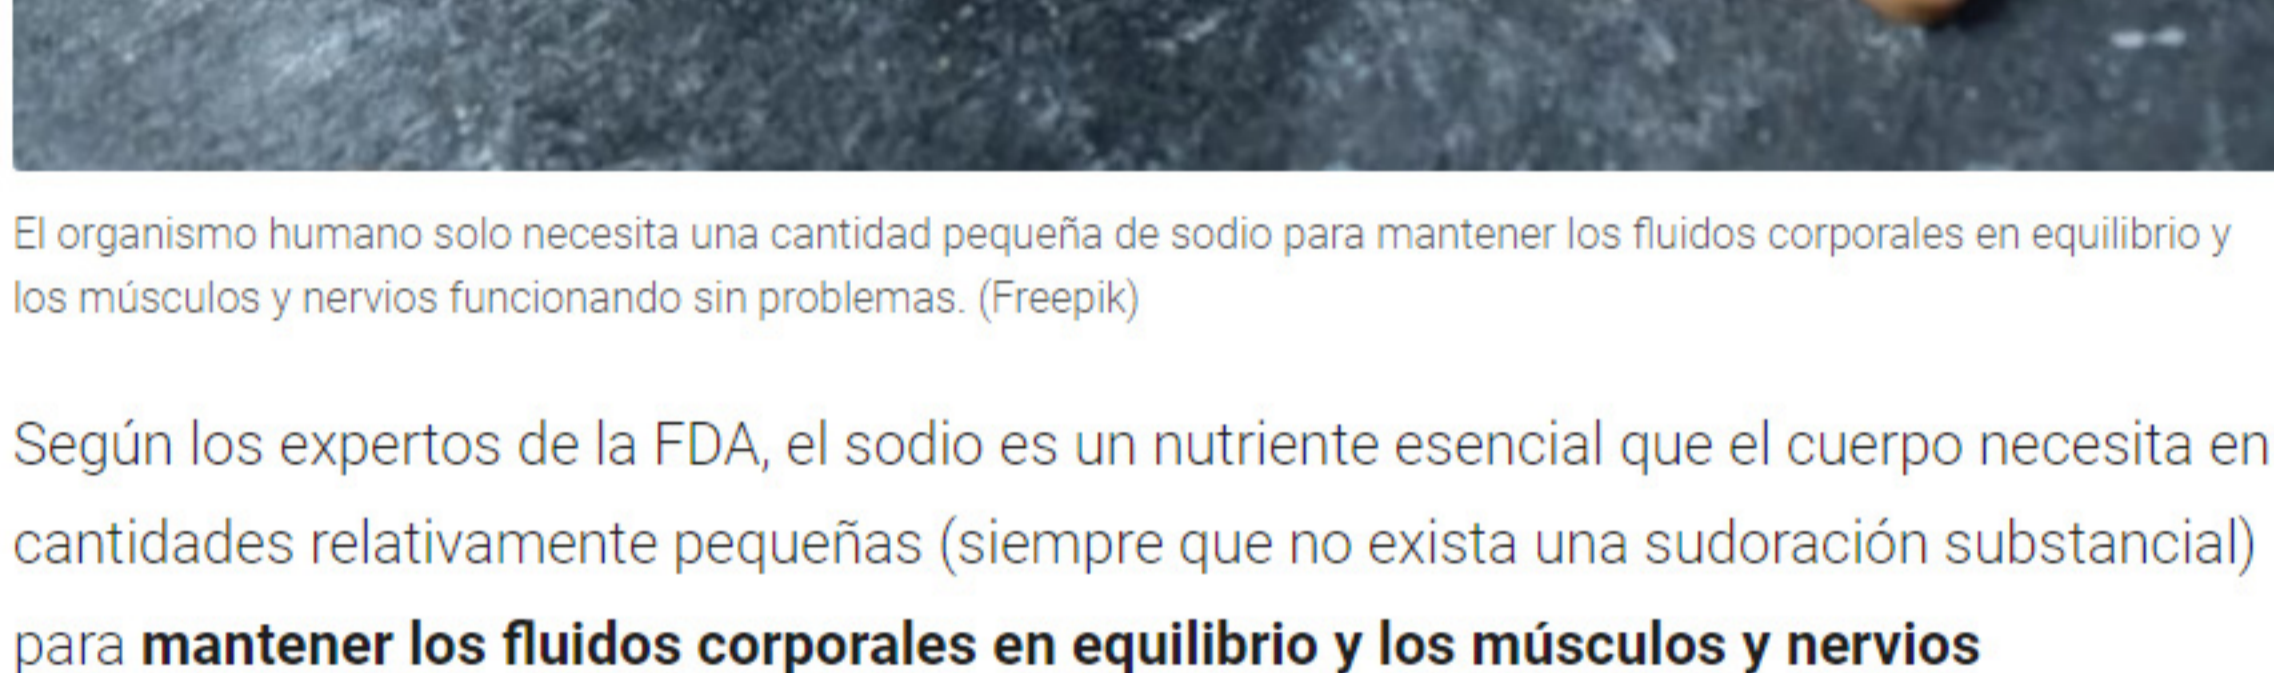 El organismo humano solo necesita una cantidad pequeña de sodio para mantener los fluidos corporales en equilibrio y
los músculos y nervios funcionando sin problemas. (Freepik)
Según los expertos de la FDA, el sodio es un nutriente esencial que el cuerpo necesita en
cantidades relativamente pequeñas (siempre que no exista una sudoración substancial)
para mantener los fluidos corporales en equilibrio y los músculos y nervios